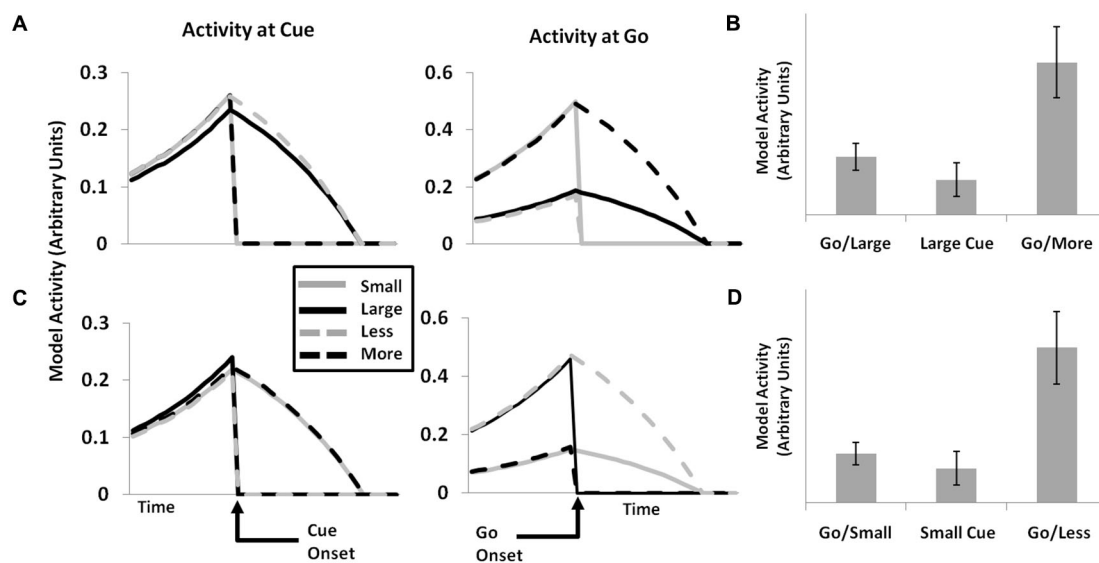 A
Activity at Cue
Activity at Go
B
Model Activity (Arbitrary Units)
0.3
0.2
0.1
0
0.6
0.4
0.2
0
Model Activity
(Arbitrary Units)
Go/Large
Large Cue
Go/More
C
Small
Large
Less
More
D
0.3
0.2
0.1
0
Time
0.6
0.4
0.2
0
Time
Cue
Onset
Go
Onset
Model Activity
(Arbitrary Units)
Go/Small
Small Cue
Go/Less